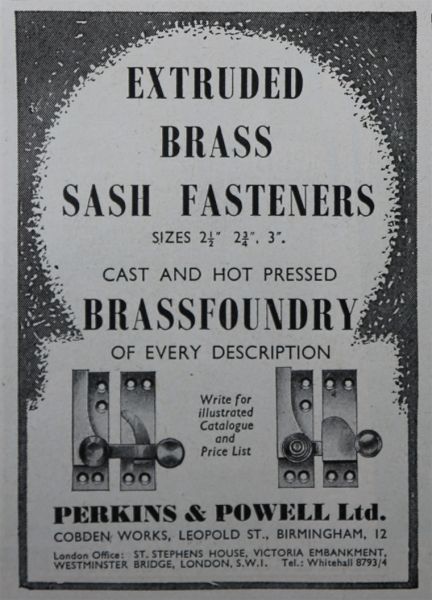 EXTRUDED
BRASS
SASH FASTENERS
SIZES 2½" 2¾", 3".
CAST AND HOT PRESSED
BRASSFOUNDRY
OF EVERY DESCRIPTION
Write for
illustrated
Catalogue
and
Price List
PERKINS & POWELL Ltd.
COBDEN WORKS, LEOPOLD ST., BIRMINGHAM, 12
London Office: ST. STEPHENS HOUSE, VICTORIA EMBANKMENT,
WESTMINSTER BRIDGE, LONDON, S.W.1. Tel.: Whitehall 8793/4